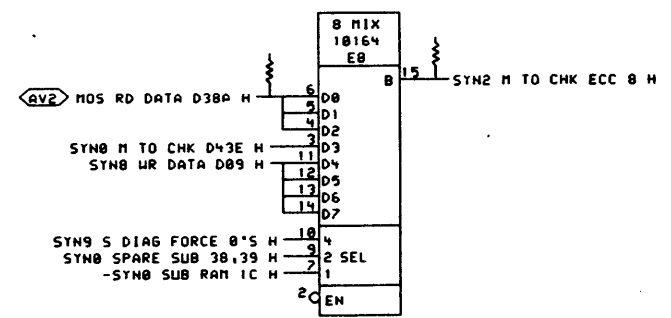 8 MIX
10164
E8
B 15 SYN2 M TO CHK ECC 8 H
AV2 MOS RD DATA D38A H 6 D0
5 D1
4 D2
SYN0 M TO CHK D43E H 3 D3
SYN8 WR DATA D09 H 11 D4
12 D5
13 D6
14 D7
SYN9 S DIAG FORCE 0'S H 10 4
SYN0 SPARE SUB 38,39 H 9 2 SEL
-SYN0 SUB RAM 1C H 7 1
2 EN